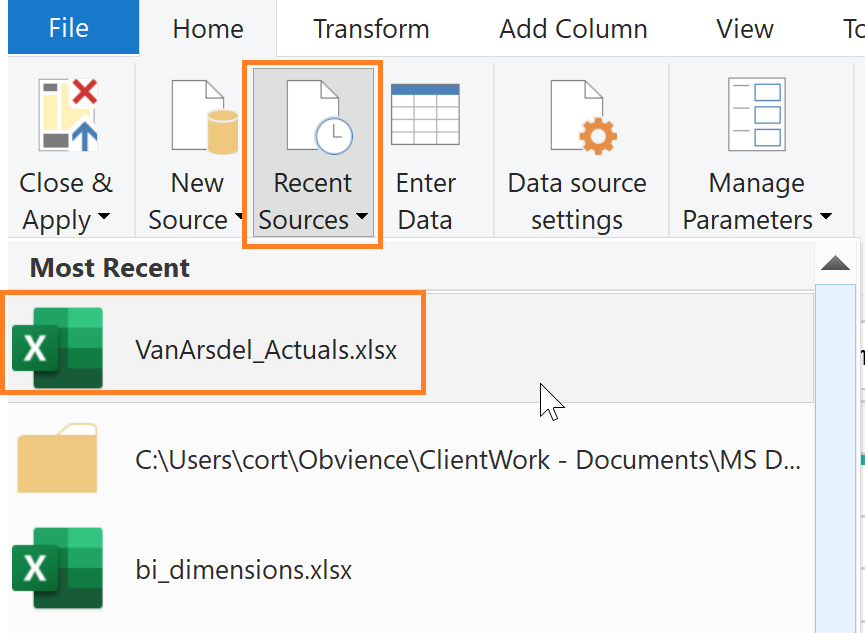 File Home Transform Add Column View To
Close &
Apply
New
Source
Recent
Sources
Enter
Data
Data source
settings
Manage
Parameters
Most Recent
X VanArsdel_Actuals.xlsx
C:\Users\cort\Obvience\ClientWork - Documents\MS D...
X bi_dimensions.xlsx